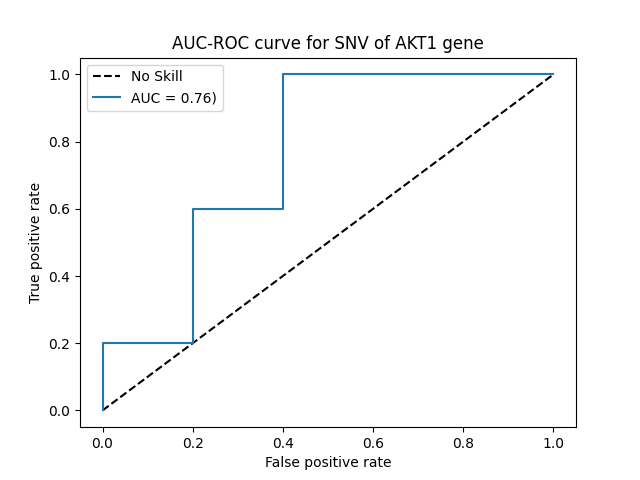 AUC-ROC curve for SNV of AKT1 gene
No Skill
AUC = 0.76)
True positive rate
1.0
0.8
0.6
0.4
0.2
0.0
0.0 0.2 0.4 0.6 0.8 1.0
False positive rate